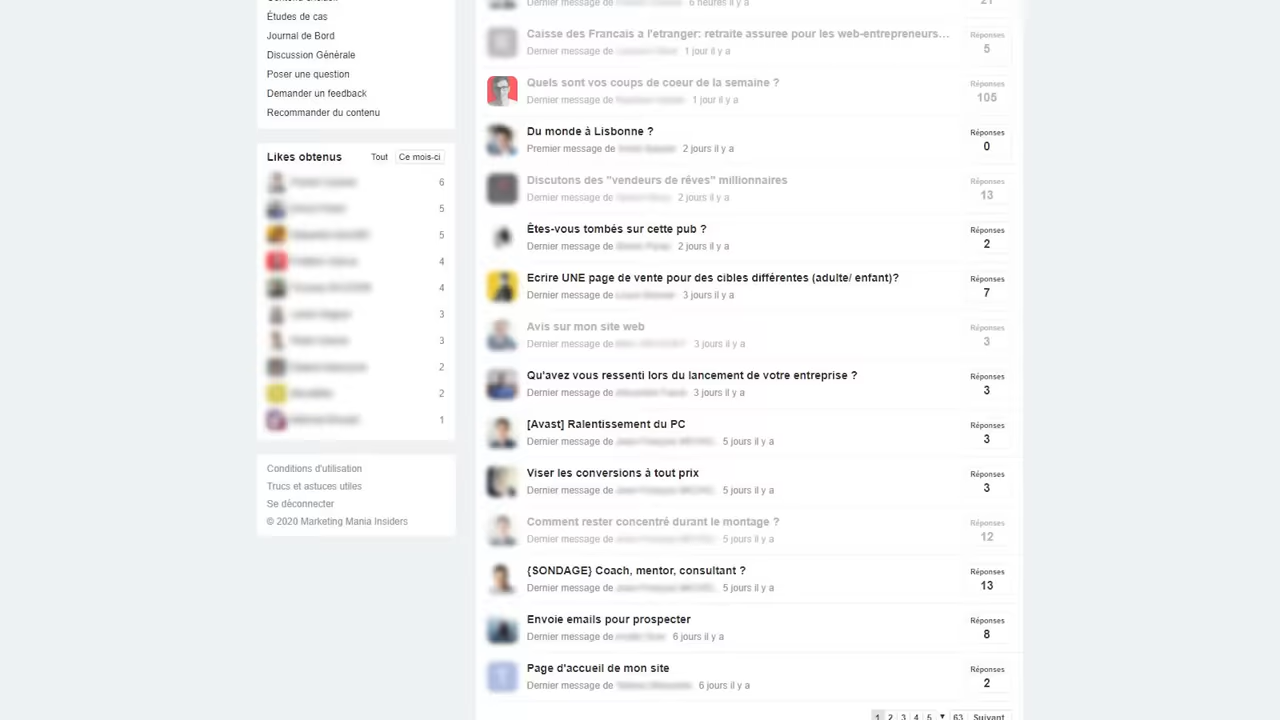 Études de cas
Journal de Bord
Discussion Générale
Poser une question
Demander un feedback
Recommander du contenu
Likes obtenus
Tout
Ce mois-ci
6
5
5
4
4
3
3
2
2
1
Conditions d'utilisation
Trucs et astuces utiles
Se déconnecter
© 2020 Marketing Mania Insiders
Dernier message de 6 heures il y a
21
Caisse des Francais a l'etranger: retraite assuree pour les web-entrepreneurs...
Dernier message de 1 jour il y a
Réponses
5
Quels sont vos coups de coeur de la semaine ?
Dernier message de 1 jour il y a
Réponses
105
Du monde à Lisbonne ?
Premier message de 2 jours il y a
Réponses
0
Discutons des "vendeurs de rêves" millionnaires
Dernier message de 2 jours il y a
Réponses
13
Êtes-vous tombés sur cette pub ?
Dernier message de 2 jours il y a
Réponses
2
Ecrire UNE page de vente pour des cibles différentes (adulte/ enfant)?
Dernier message de 3 jours il y a
Réponses
7
Avis sur mon site web
Dernier message de 3 jours il y a
Réponses
3
Qu'avez vous ressenti lors du lancement de votre entreprise ?
Dernier message de 3 jours il y a
Réponses
3
[Avast] Ralentissement du PC
Dernier message de 5 jours il y a
Réponses
3
Viser les conversions à tout prix
Dernier message de 5 jours il y a
Réponses
3
Comment rester concentré durant le montage ?
Dernier message de 5 jours il y a
Réponses
12
{SONDAGE} Coach, mentor, consultant ?
Dernier message de 5 jours il y a
Réponses
13
Envoie emails pour prospecter
Dernier message de 6 jours il y a
Réponses
8
Page d'accueil de mon site
Dernier message de 6 jours il y a
Réponses
2
1 2 3 4 5 ▼ 63 Suivant